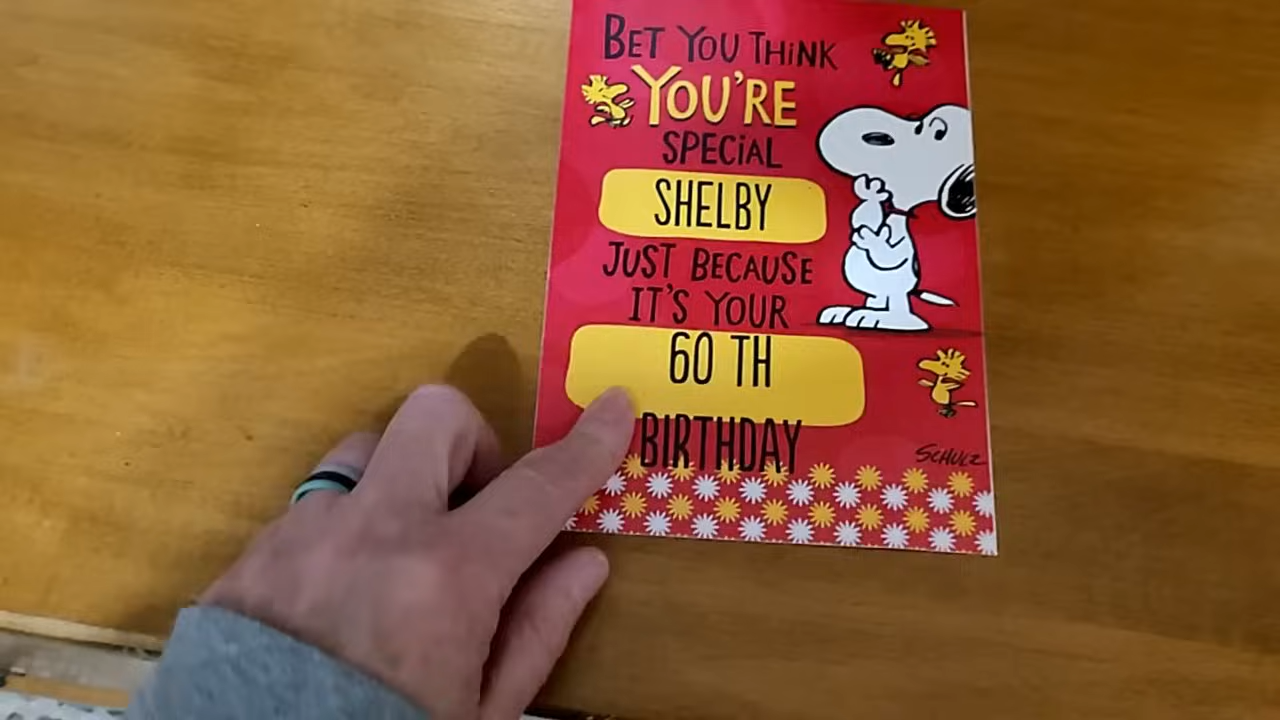 BET YOU THiNK
YOU'RE
SPECiAL
SHELBY
JUST BECAUSE
IT'S YOUR
60 TH
BIRTHDAY
SCHULZ